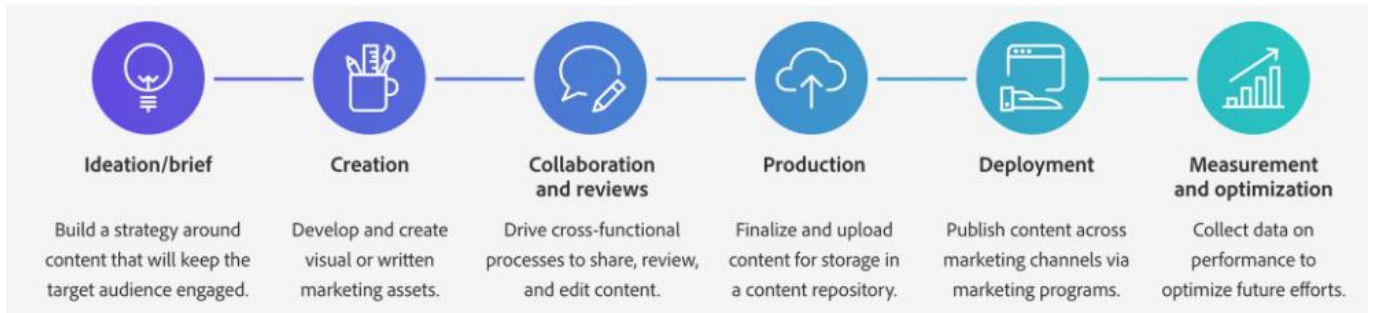 Ideation/brief
Build a strategy around
content that will keep the
target audience engaged.
Creation
Develop and create
visual or written
marketing assets.
Collaboration
and reviews
Drive cross-functional
processes to share, review,
and edit content.
Production
Finalize and upload
content for storage in
a content repository.
Deployment
Publish content across
marketing channels via
marketing programs.
Measurement
and optimization
Collect data on
performance to
optimize future efforts.